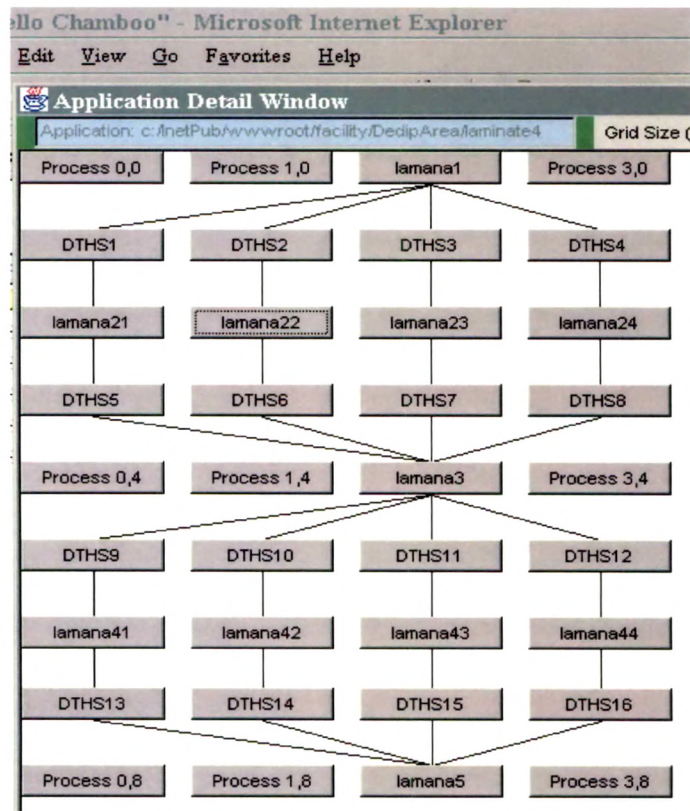 ello Chamboo" - Microsoft Internet Explorer
Edit View Go Favorites Help
Application Detail Window
Application: c:/InetPub/wwwroot/facility/DedipArea/laminate4 Grid Size (
Process 0,0 Process 1,0 lamana1 Process 3,0
DTHS1 DTHS2 DTHS3 DTHS4
lamana21 lamana22 lamana23 lamana24
DTHS5 DTHS6 DTHS7 DTHS8
Process 0,4 Process 1,4 lamana3 Process 3,4
DTHS9 DTHS10 DTHS11 DTHS12
lamana41 lamana42 lamana43 lamana44
DTHS13 DTHS14 DTHS15 DTHS16
Process 0,8 Process 1,8 lamana5 Process 3,8